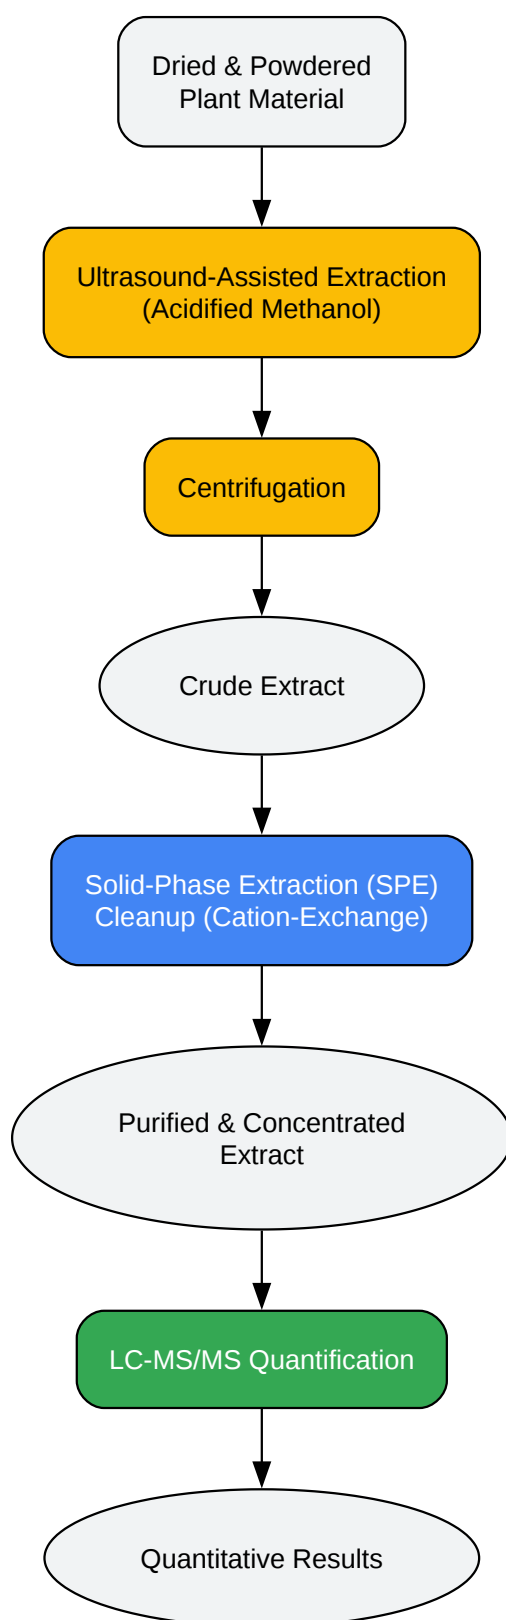 Dried & Powdered
Plant Material
Ultrasound-Assisted Extraction
(Acidified Methanol)
Centrifugation
Crude Extract
Solid-Phase Extraction (SPE)
Cleanup (Cation-Exchange)
Purified & Concentrated
Extract
LC-MS/MS Quantification
Quantitative Results